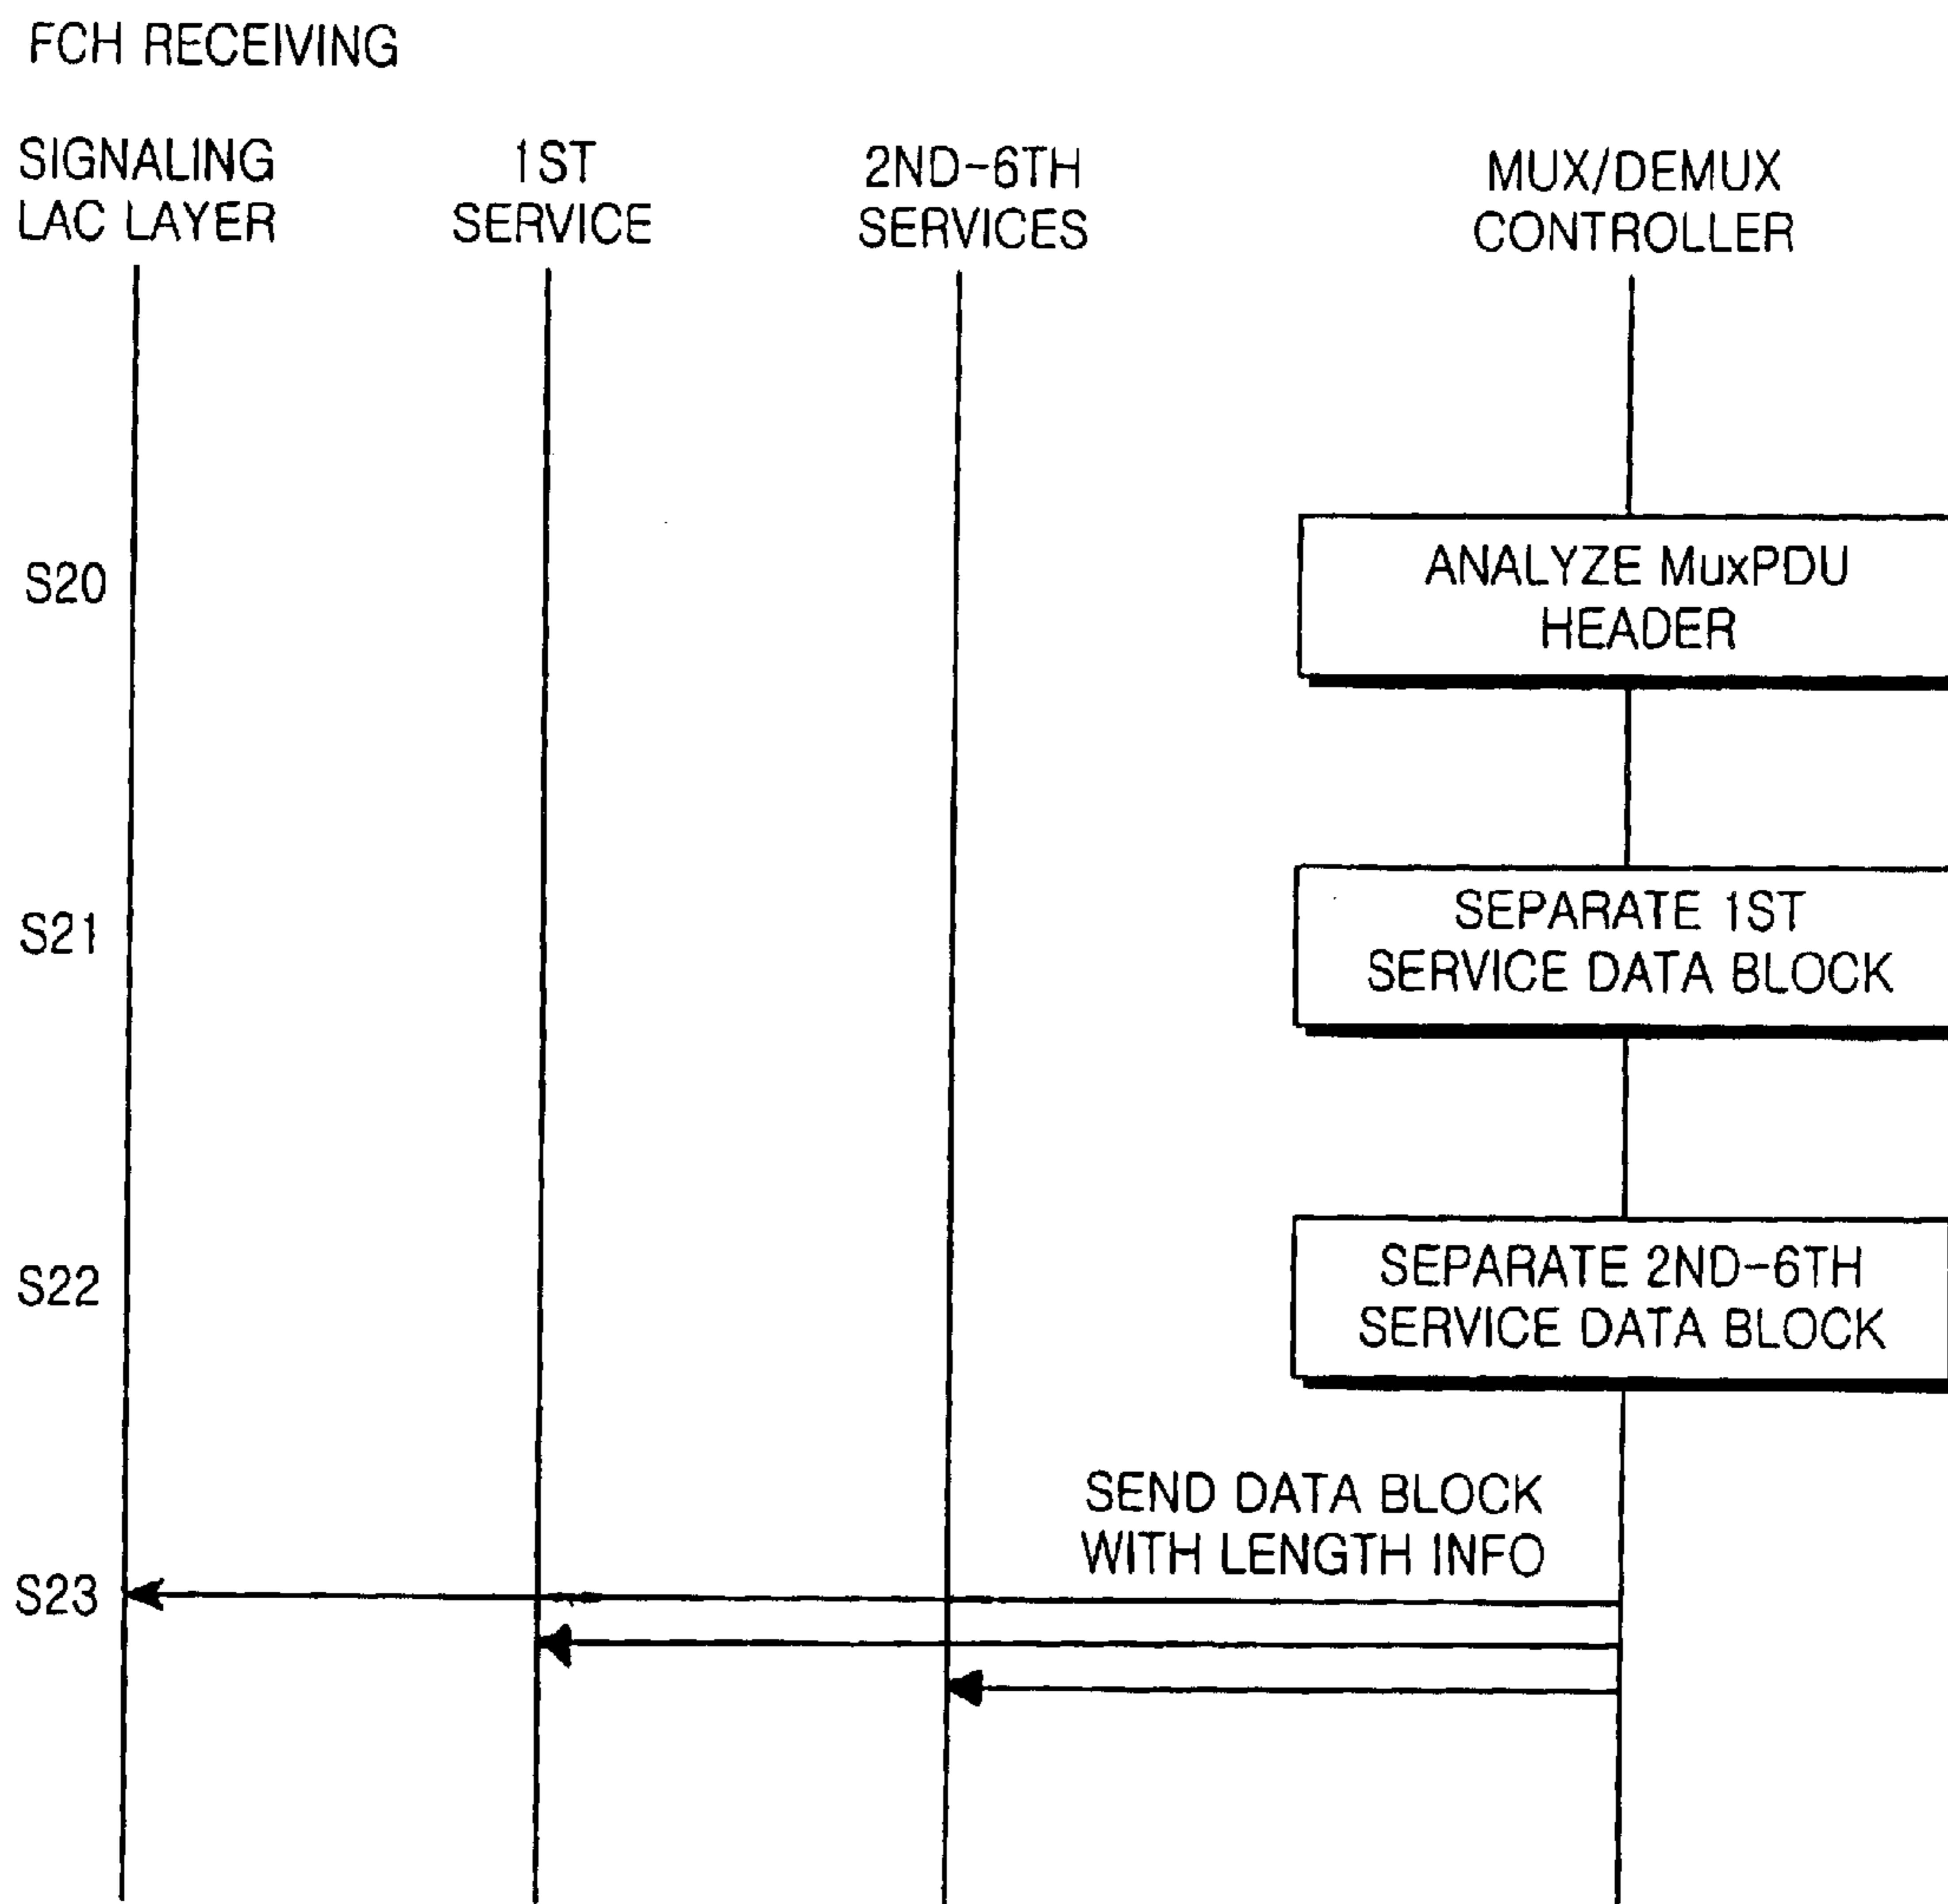 FCH RECEIVING
SIGNALING
LAC LAYER
1ST
SERVICE
2ND-6TH
SERVICES
MUX/DEMUX
CONTROLLER
S20
ANALYZE MuxPDU
HEADER
S21
SEPARATE 1ST
SERVICE DATA BLOCK
S22
SEPARATE 2ND-6TH
SERVICE DATA BLOCK
SEND DATA BLOCK
WITH LENGTH INFO
S23